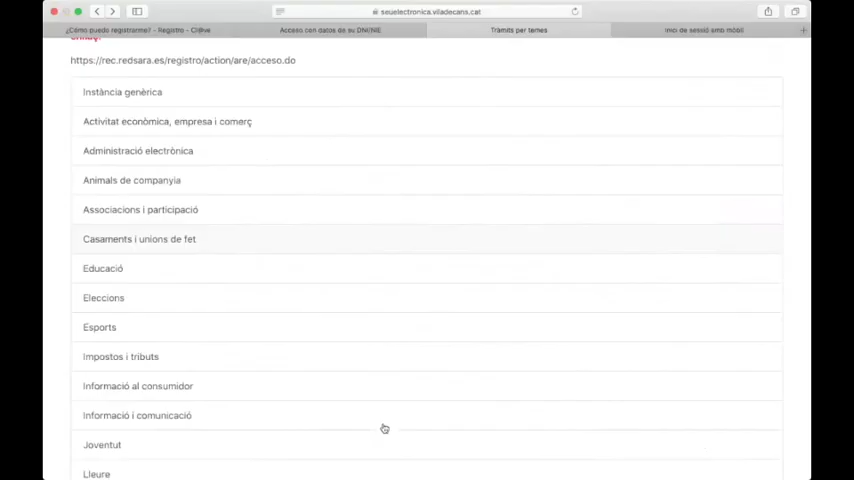 seuelectronica.viladecans.cat
¿Cómo puedo registrarme? - Registro - Cl@ve
Acceso con datos de su DNI/NIE
Tràmits per temes
Inici de sessió amb mòbil
https://rec.redsara.es/registro/action/are/acceso.do
Instància genèrica
Activitat econòmica, empresa i comerç
Administració electrònica
Animals de companyia
Associacions i participació
Casaments i unions de fet
Educació
Eleccions
Esports
Impostos i tributs
Informació al consumidor
Informació i comunicació
Joventut
Lleure